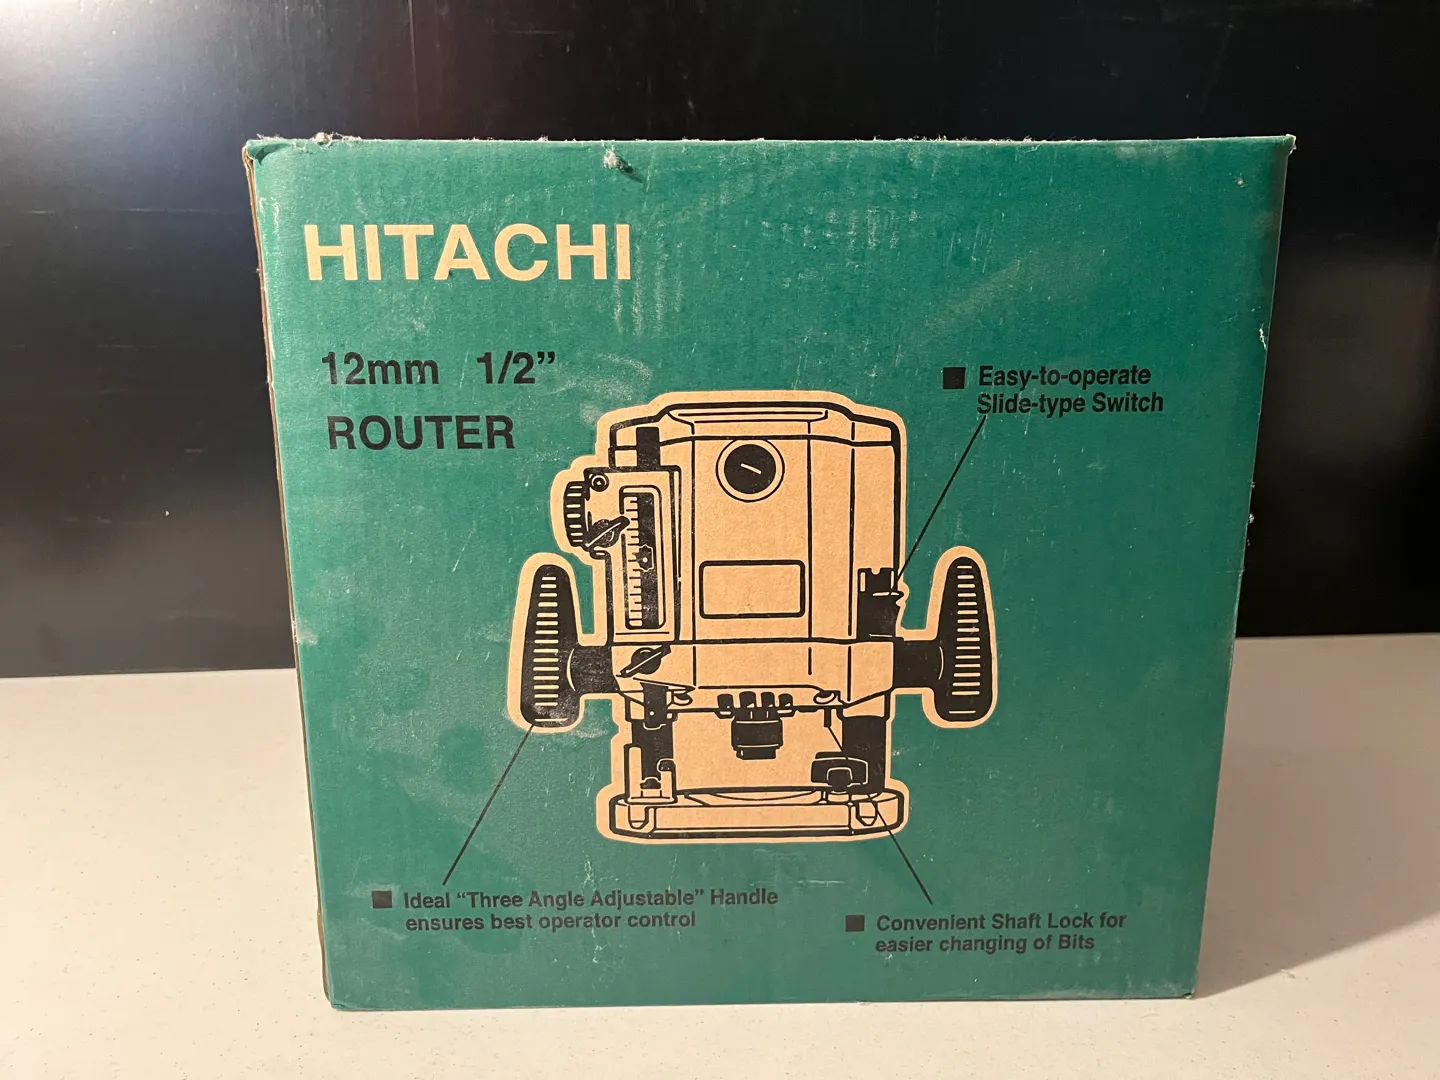 HITACHI
12mm 1/2”
ROUTER
■ Easy-to-operate
Slide-type Switch
■ Ideal “Three Angle Adjustable” Handle
ensures best operator control
■ Convenient Shaft Lock for
easier changing of Bits